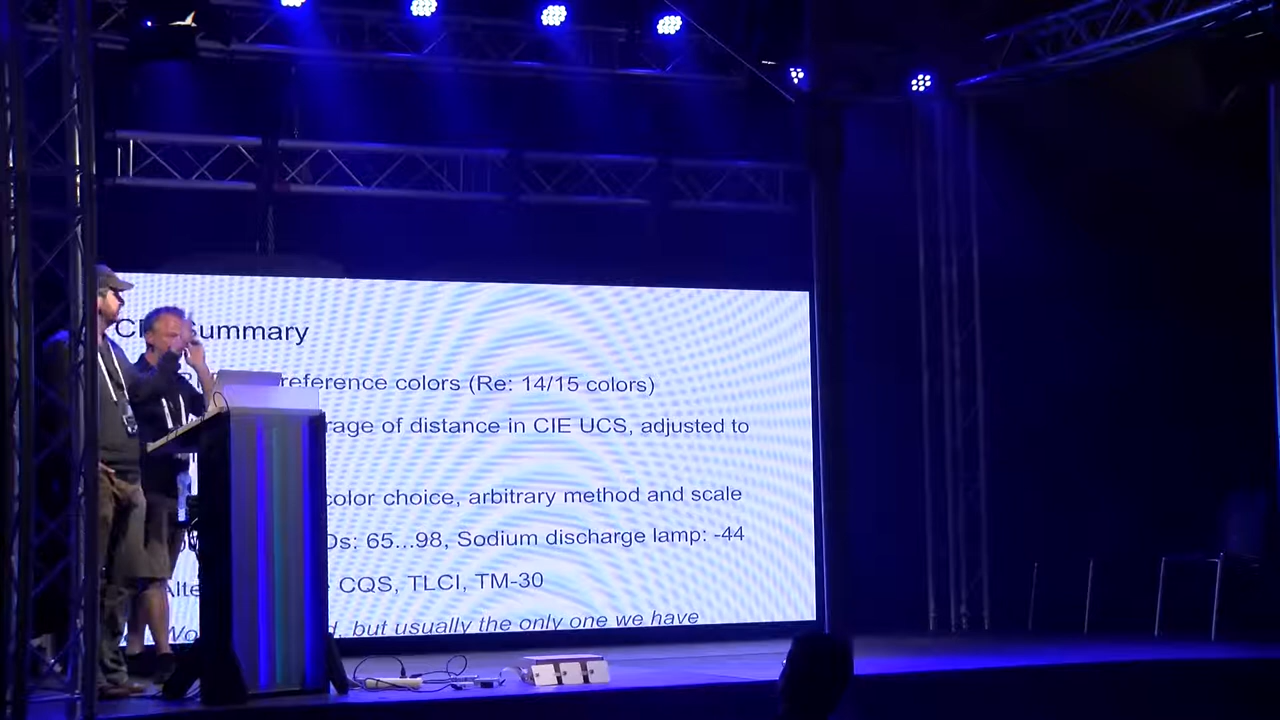 summary
reference colors (Re: 14/15 colors)
rage of distance in CIE UCS, adjusted to
color choice, arbitrary method and scale
Ds: 65...98, Sodium discharge lamp: -44
Alte CQS, TLCI, TM-30
, but usually the only one we have